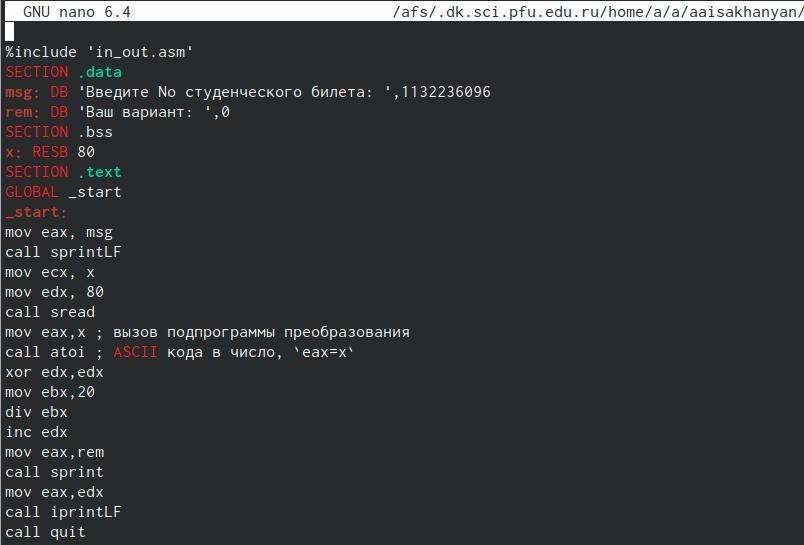 GNU nano 6.4 /afs/.dk.sci.pfu.edu.ru/home/a/a/aaisakhanyan/
%include 'in_out.asm'
SECTION .data
msg: DB 'Введите No студенческого билета: ',1132236096
rem: DB 'Ваш вариант: ',0
SECTION .bss
x: RESB 80
SECTION .text
GLOBAL _start
_start:
mov eax, msg
call sprintLF
mov ecx, x
mov edx, 80
call sread
mov eax,x ; вызов подпрограммы преобразования
call atoi ; ASCII кода в число, `eax=x`
xor edx,edx
mov ebx,20
div ebx
inc edx
mov eax,rem
call sprint
mov eax,edx
call iprintLF
call quit